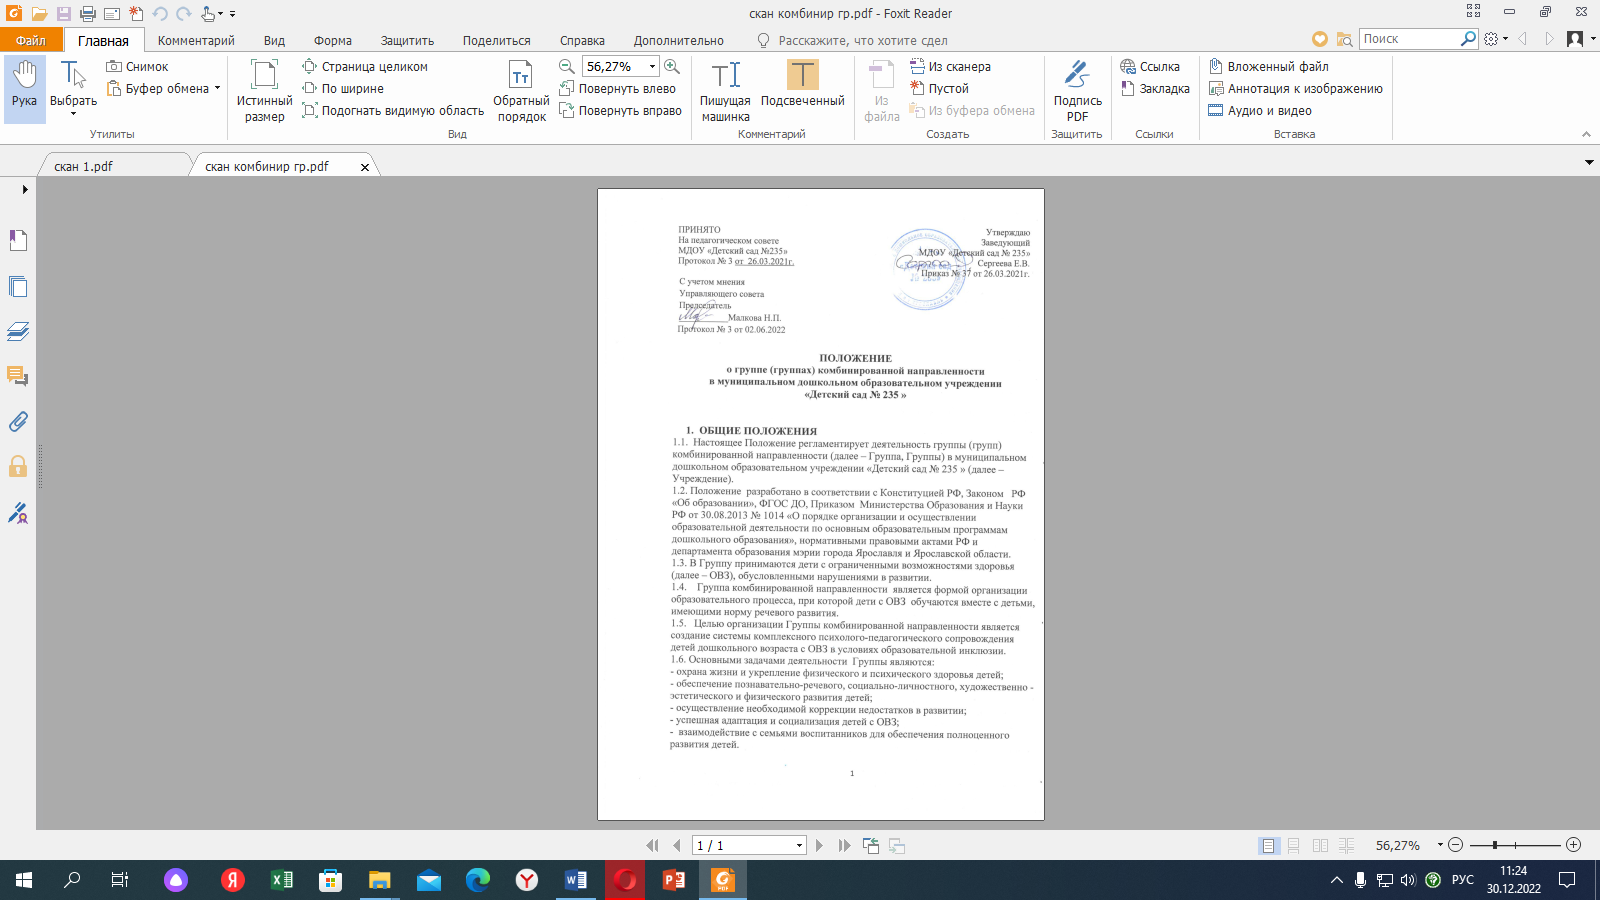 скан комбинир гр.pdf - Foxit Reader
Файл Главная Комментарий Вид Форма Защитить Поделиться Справка Дополнительно Расскажите, что хотите сдел Поиск
Рука
Выбрать
Снимок
Буфер обмена
Утилиты
Истинный размер
Страница целиком
По ширине
Подогнать видимую область
Обратный порядок
56,27%
Повернуть влево
Повернуть вправо
Вид
Пишущая машинка
Подсвеченный
Комментарий
Из файла
Из сканера
Пустой
Из буфера обмена
Создать
Подпись PDF
Защитить
Ссылка
Закладка
Ссылки
Вложенный файл
Аннотация к изображению
Аудио и видео
Вставка
скан 1.pdf
скан комбинир гр.pdf
ПРИНЯТО
На педагогическом совете
МДОУ «Детский сад №235»
Протокол № 3 от 26.03.2021г.
Утверждаю
Заведующий
МДОУ «Детский сад № 235»
Сергеева Е.В.
Приказ № 37 от 26.03.2021г.
С учетом мнения
Управляющего совета
Председатель
Малкова Н.П.
Протокол № 3 от 02.06.2022
ПОЛОЖЕНИЕ
о группе (группах) комбинированной направленности
в муниципальном дошкольном образовательном учреждении
«Детский сад № 235 »
1. ОБЩИЕ ПОЛОЖЕНИЯ
1.1. Настоящее Положение регламентирует деятельность группы (групп)
комбинированной направленности (далее – Группа, Группы) в муниципальном
дошкольном образовательном учреждении «Детский сад № 235 » (далее –
Учреждение).
1.2. Положение разработано в соответствии с Конституцией РФ, Законом РФ
«Об образовании», ФГОС ДО, Приказом Министерства Образования и Науки
РФ от 30.08.2013 № 1014 «О порядке организации и осуществлении
образовательной деятельности по основным образовательным программам
дошкольного образования», нормативными правовыми актами РФ и
департамента образования мэрии города Ярославля и Ярославской области.
1.3. В Группу принимаются дети с ограниченными возможностями здоровья
(далее – ОВЗ), обусловленными нарушениями в развитии.
1.4. Группа комбинированной направленности является формой организации
образовательного процесса, при которой дети с ОВЗ обучаются вместе с детьми,
имеющими норму речевого развития.
1.5. Целью организации Группы комбинированной направленности является
создание системы комплексного психолого-педагогического сопровождения
детей дошкольного возраста с ОВЗ в условиях образовательной инклюзии.
1.6. Основными задачами деятельности Группы являются:
- охрана жизни и укрепление физического и психического здоровья детей;
- обеспечение познавательно-речевого, социально-личностного, художественно -
эстетического и физического развития детей;
- осуществление необходимой коррекции недостатков в развитии;
- успешная адаптация и социализация детей с ОВЗ;
- взаимодействие с семьями воспитанников для обеспечения полноценного
развития детей.
1
1 / 1
56,27%
РУС
11:24
30.12.2022